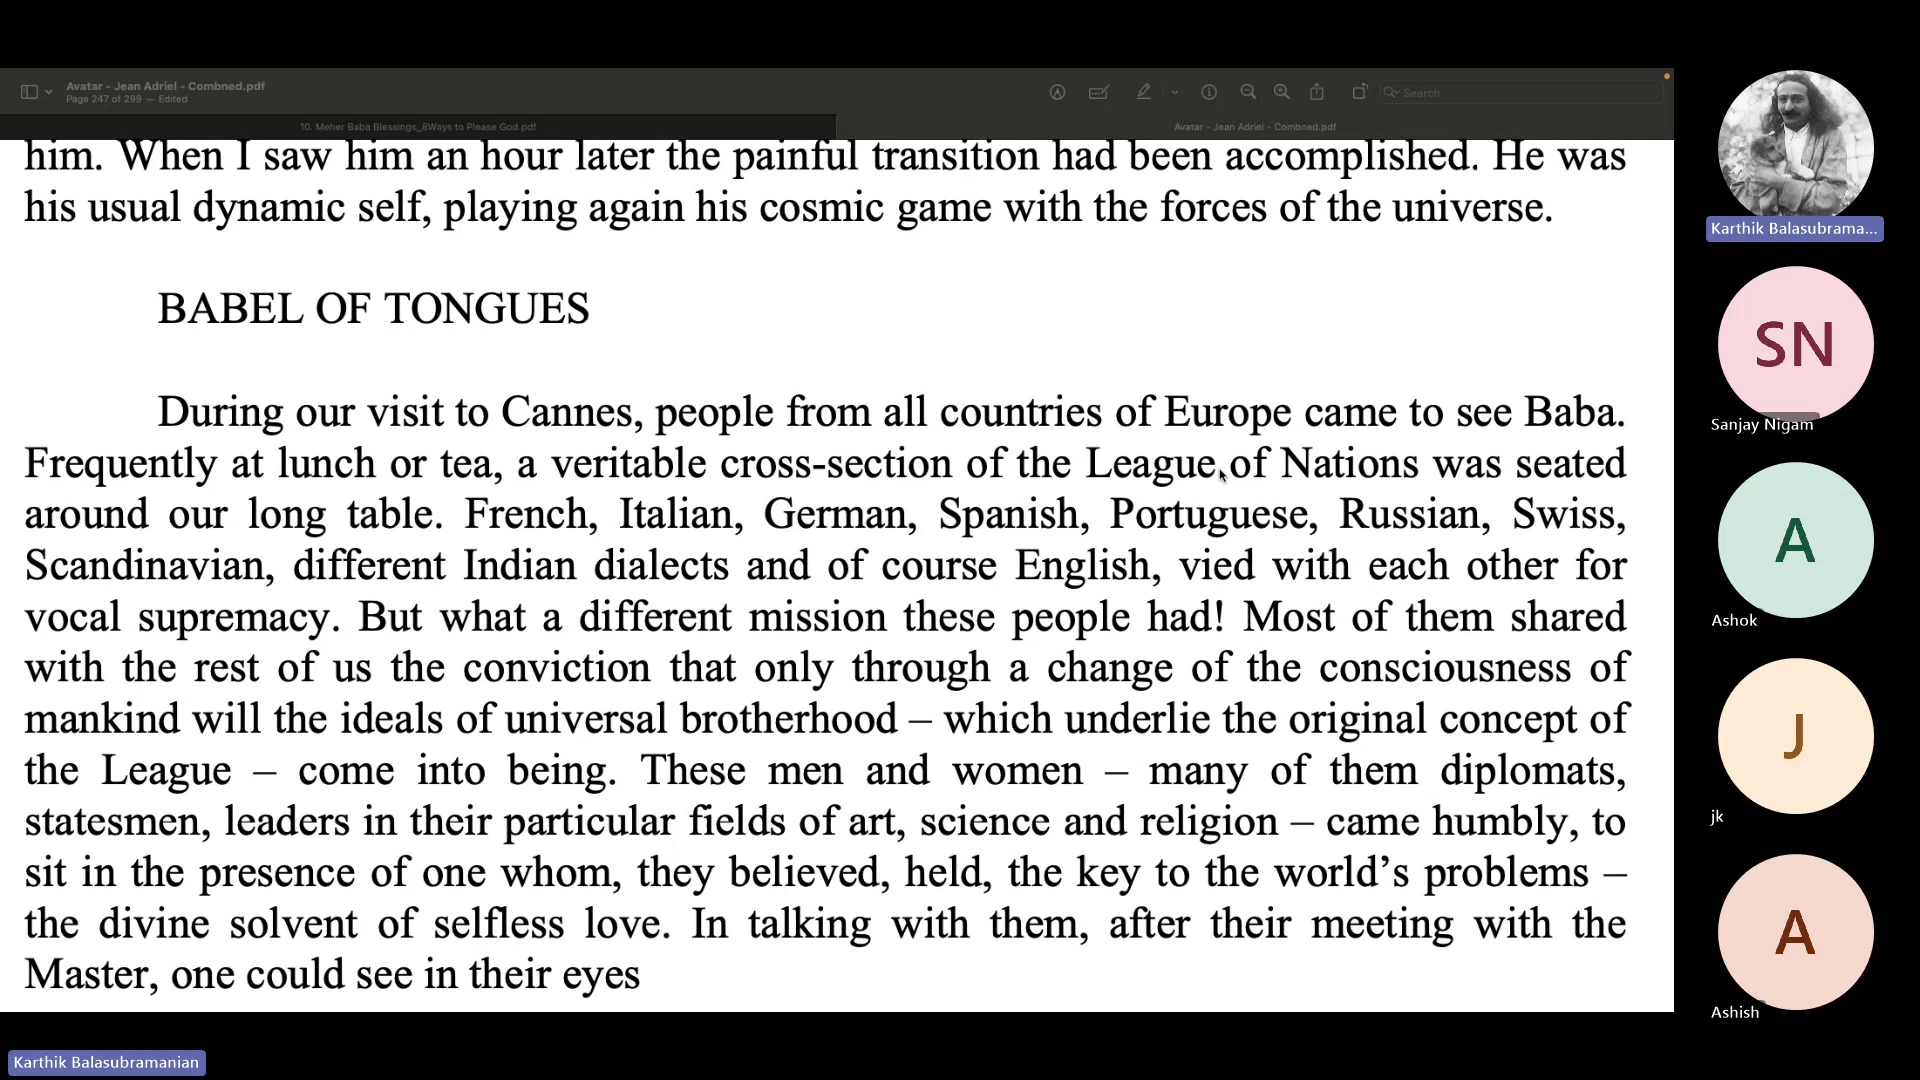 Avatar - Jean Adriel - Combned.pdf
Page 247 of 299 — Edited
Search
10. Meher Baba Blessings_8Ways to Please God.pdf
Avatar - Jean Adriel - Combned.pdf
him. When I saw him an hour later the painful transition had been accomplished. He was
his usual dynamic self, playing again his cosmic game with the forces of the universe.
BABEL OF TONGUES
During our visit to Cannes, people from all countries of Europe came to see Baba.
Frequently at lunch or tea, a veritable cross-section of the League of Nations was seated
around our long table. French, Italian, German, Spanish, Portuguese, Russian, Swiss,
Scandinavian, different Indian dialects and of course English, vied with each other for
vocal supremacy. But what a different mission these people had! Most of them shared
with the rest of us the conviction that only through a change of the consciousness of
mankind will the ideals of universal brotherhood – which underlie the original concept of
the League – come into being. These men and women – many of them diplomats,
statesmen, leaders in their particular fields of art, science and religion – came humbly, to
sit in the presence of one whom, they believed, held, the key to the world’s problems –
the divine solvent of selfless love. In talking with them, after their meeting with the
Master, one could see in their eyes
Karthik Balasubrama...
SN
Sanjay Nigam
A
Ashok
J
jk
A
Ashish
Karthik Balasubramanian